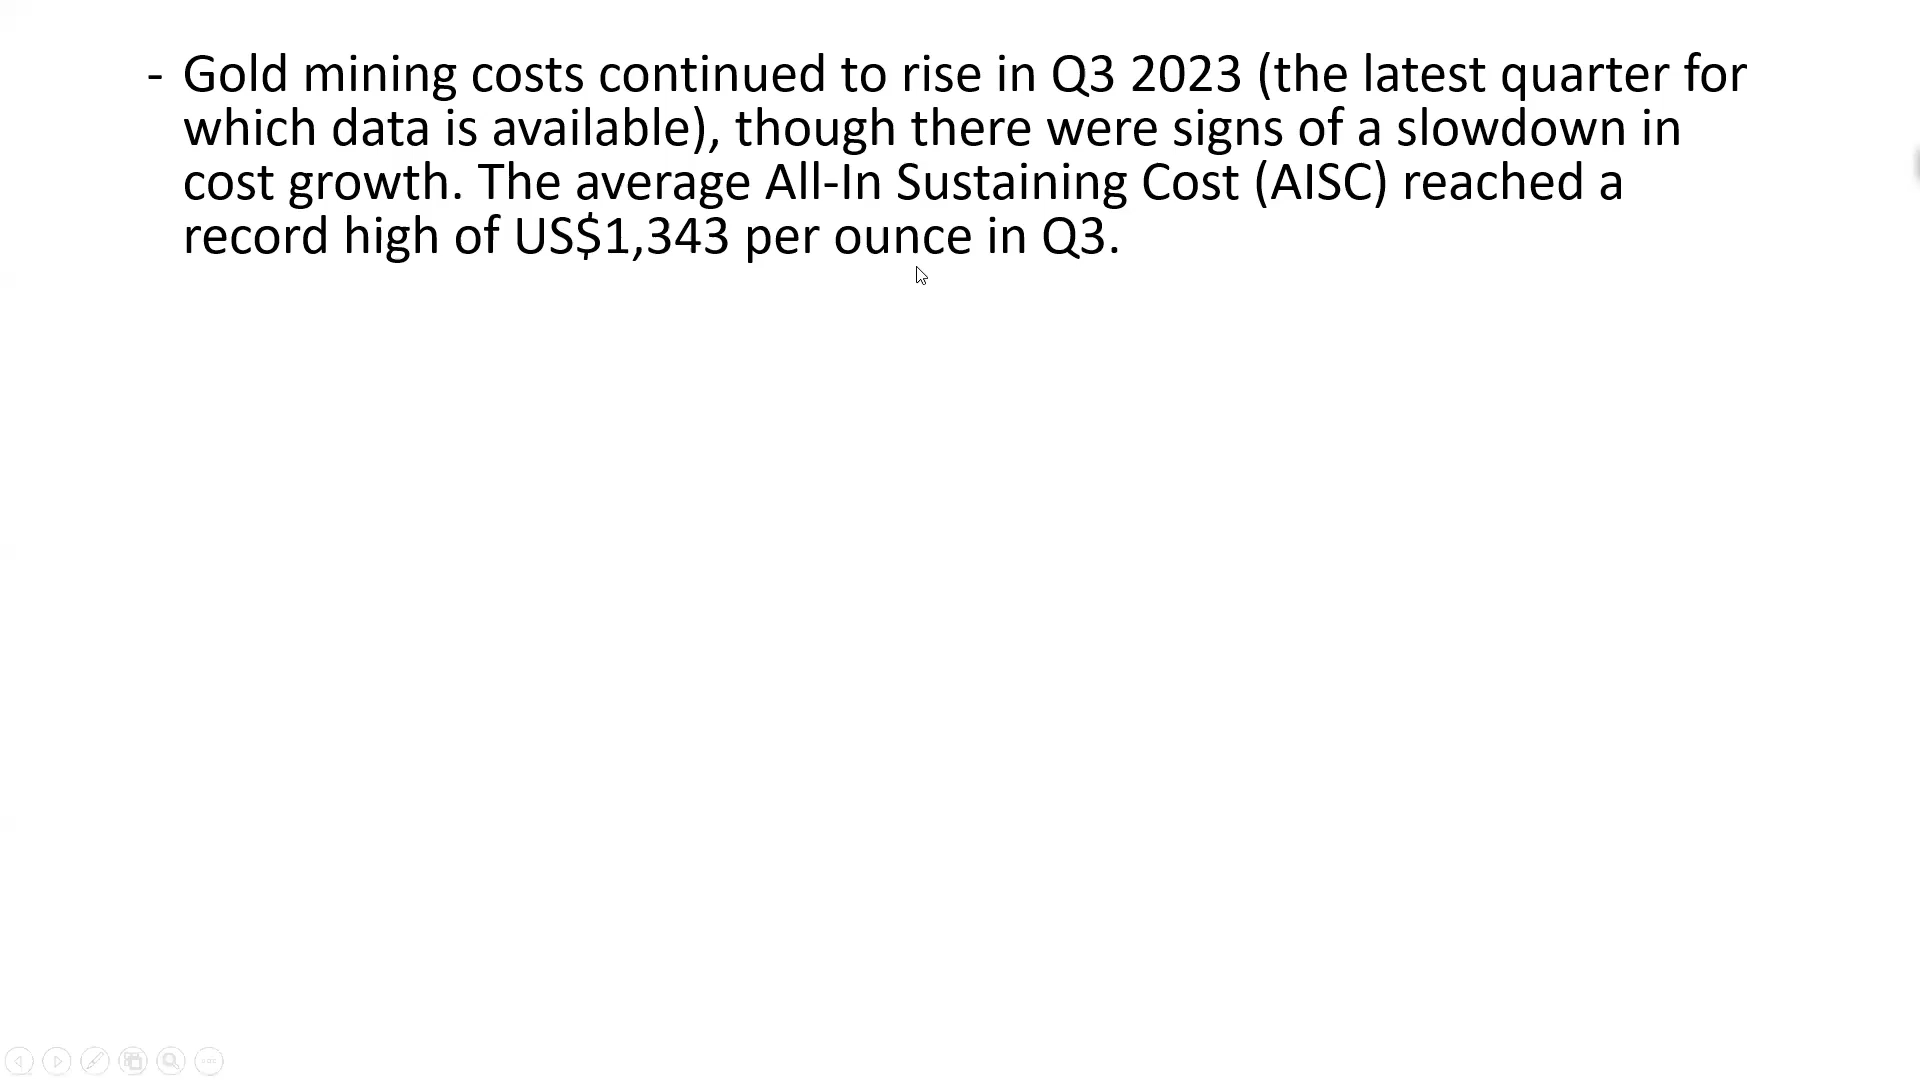 - Gold mining costs continued to rise in Q3 2023 (the latest quarter for
which data is available), though there were signs of a slowdown in
cost growth. The average All-In Sustaining Cost (AISC) reached a
record high of US$1,343 per ounce in Q3.